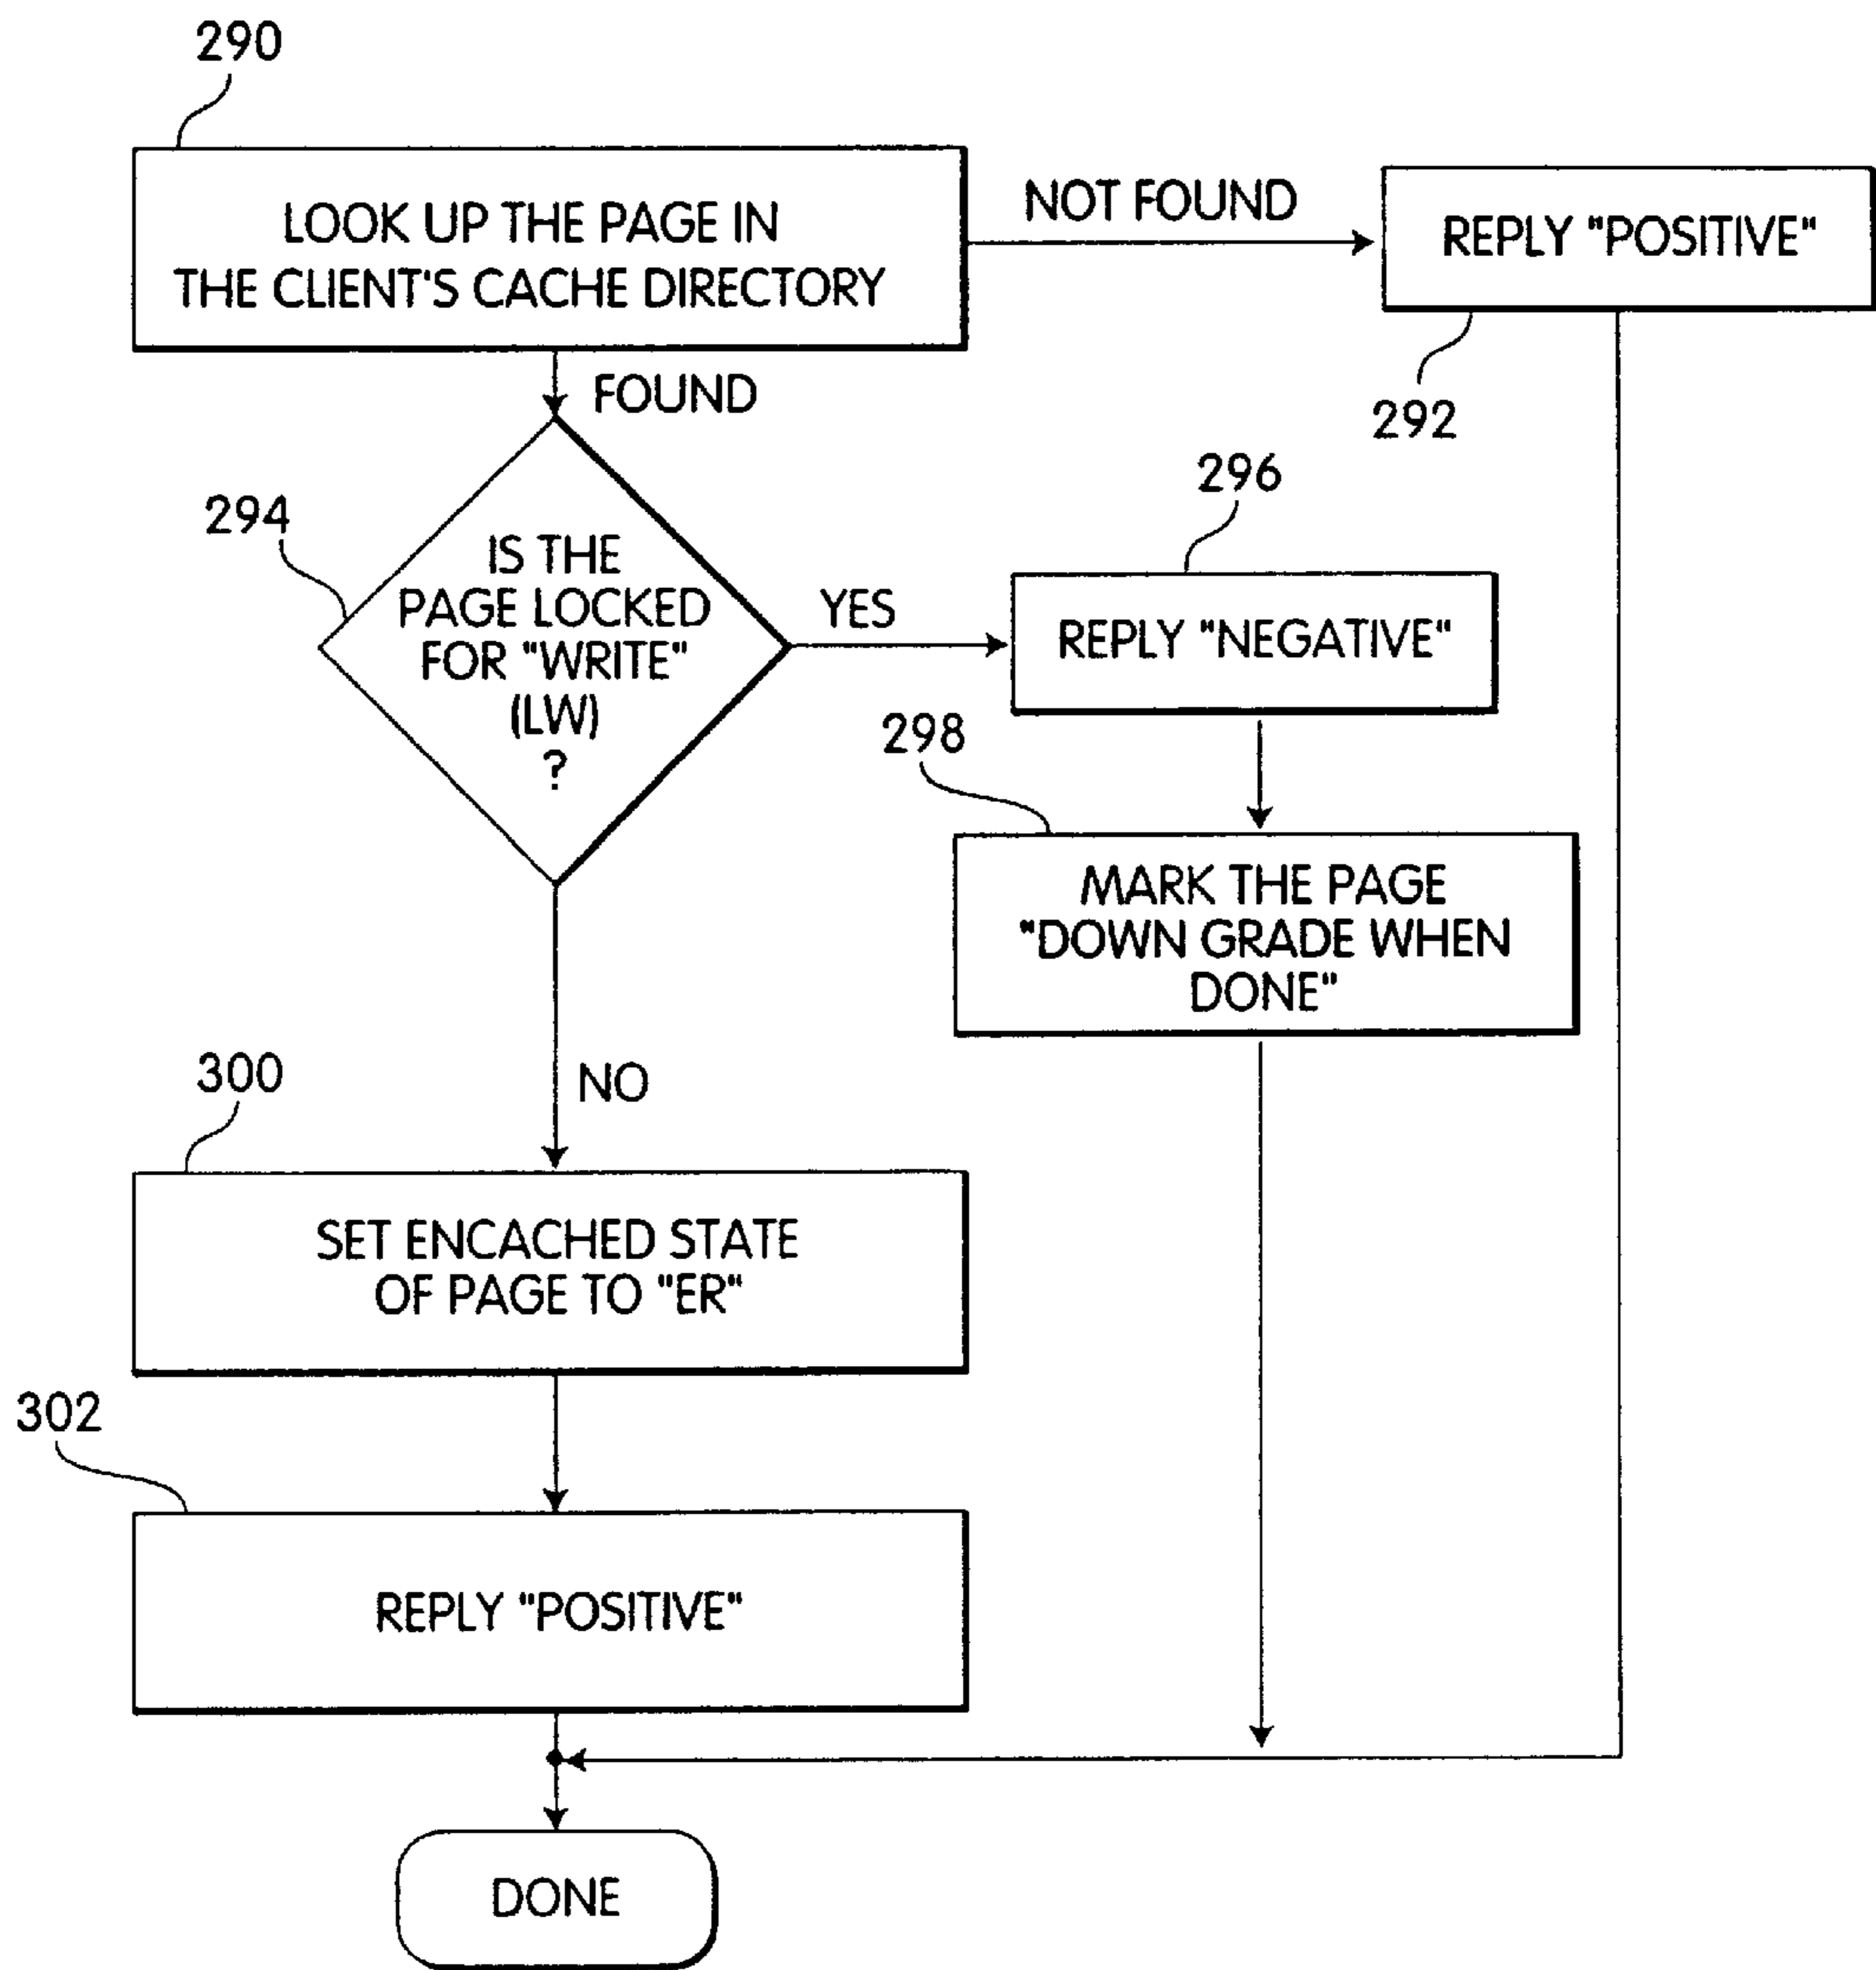 290
LOOK UP THE PAGE IN
THE CLIENT'S CACHE DIRECTORY
NOT FOUND
REPLY "POSITIVE"
292
FOUND
294
IS THE
PAGE LOCKED
FOR "WRITE"
(LW)
?
YES
296
REPLY "NEGATIVE"
298
MARK THE PAGE
"DOWN GRADE WHEN
DONE"
NO
300
SET ENCACHED STATE
OF PAGE TO "ER"
302
REPLY "POSITIVE"
DONE